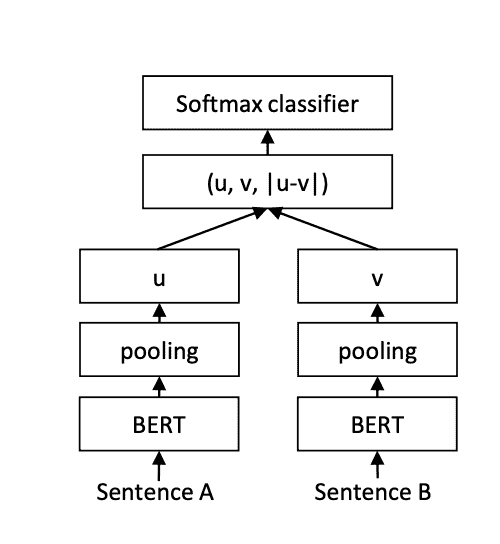 Softmax classifier
(u, v, |u-v|)
u
v
pooling
pooling
BERT
BERT
Sentence A
Sentence B